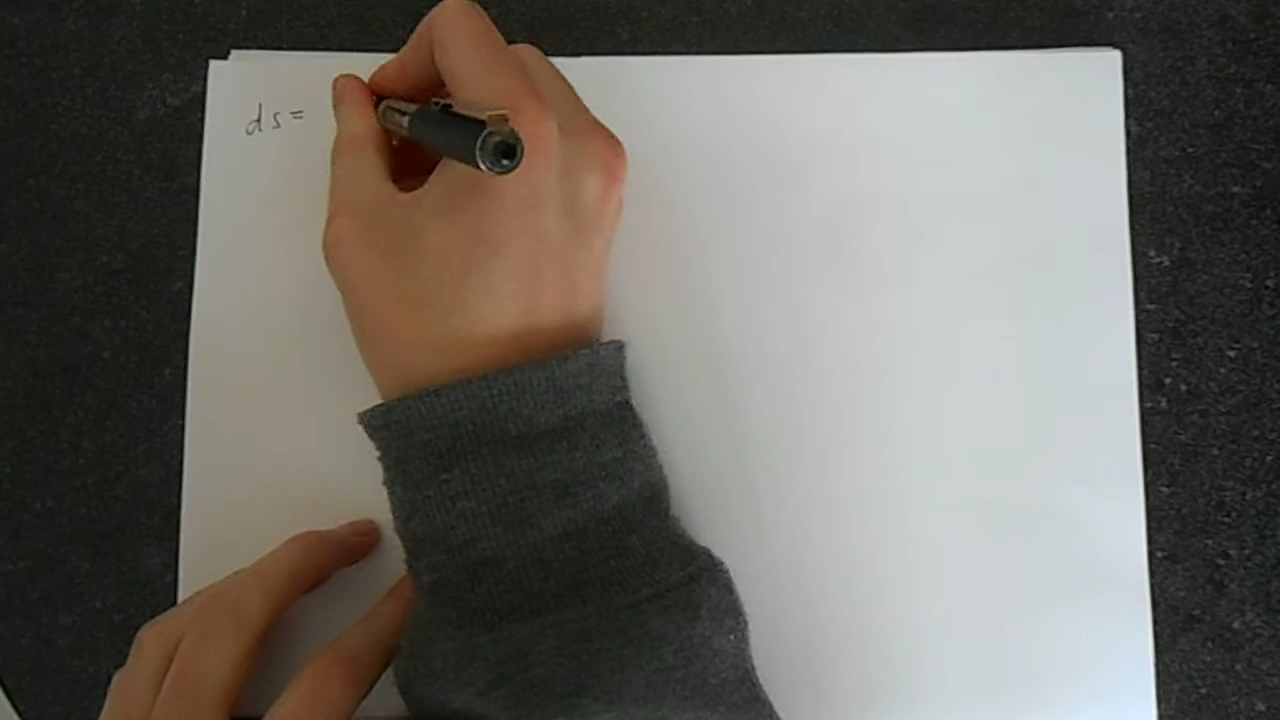 ds =